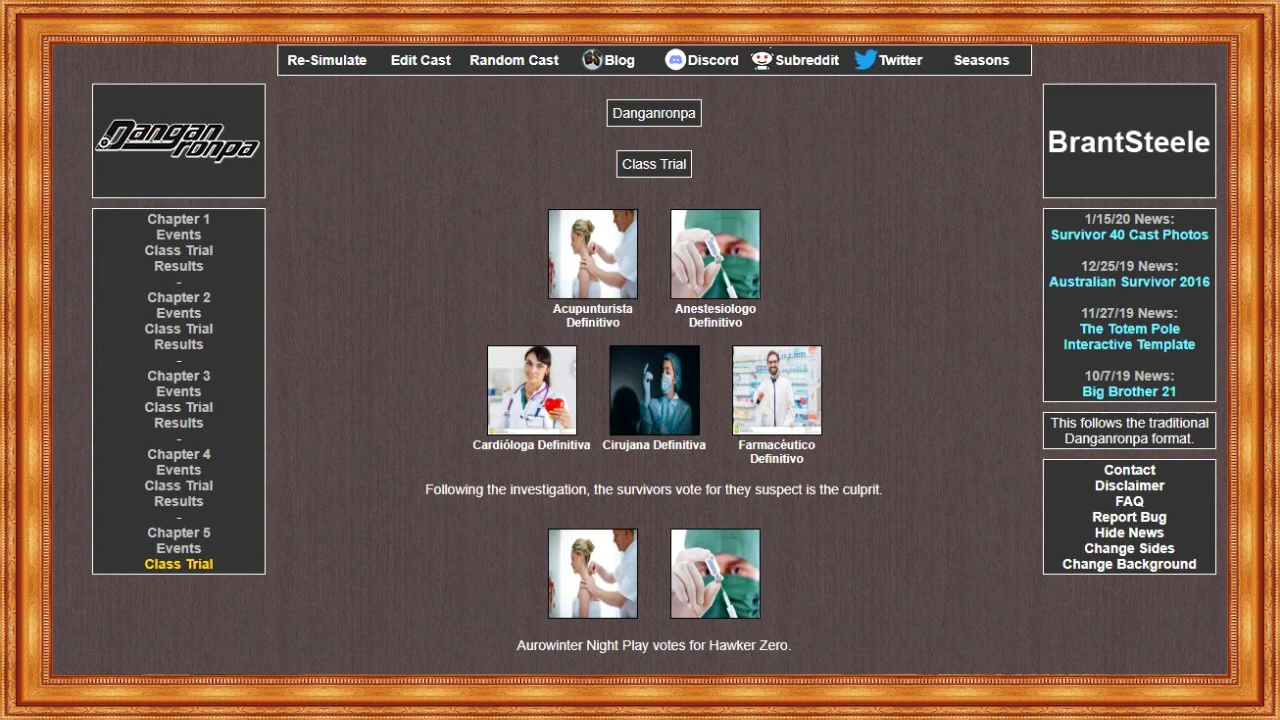 Re-Simulate Edit Cast Random Cast Blog Discord Subreddit Twitter Seasons
Danganronpa
Chapter 1
Events
Class Trial
Results
-
Chapter 2
Events
Class Trial
Results
-
Chapter 3
Events
Class Trial
Results
-
Chapter 4
Events
Class Trial
Results
-
Chapter 5
Events
Class Trial
Danganronpa
Class Trial
Acupunturista
Definitivo
Anestesiologo
Definitivo
Cardióloga Definitiva
Cirujana Definitiva
Farmacéutico
Definitivo
Following the investigation, the survivors vote for they suspect is the culprit.
Aurowinter Night Play votes for Hawker Zero.
BrantSteele
1/15/20 News:
Survivor 40 Cast Photos
12/25/19 News:
Australian Survivor 2016
11/27/19 News:
The Totem Pole
Interactive Template
10/7/19 News:
Big Brother 21
This follows the traditional
Danganronpa format.
Contact
Disclaimer
FAQ
Report Bug
Hide News
Change Sides
Change Background